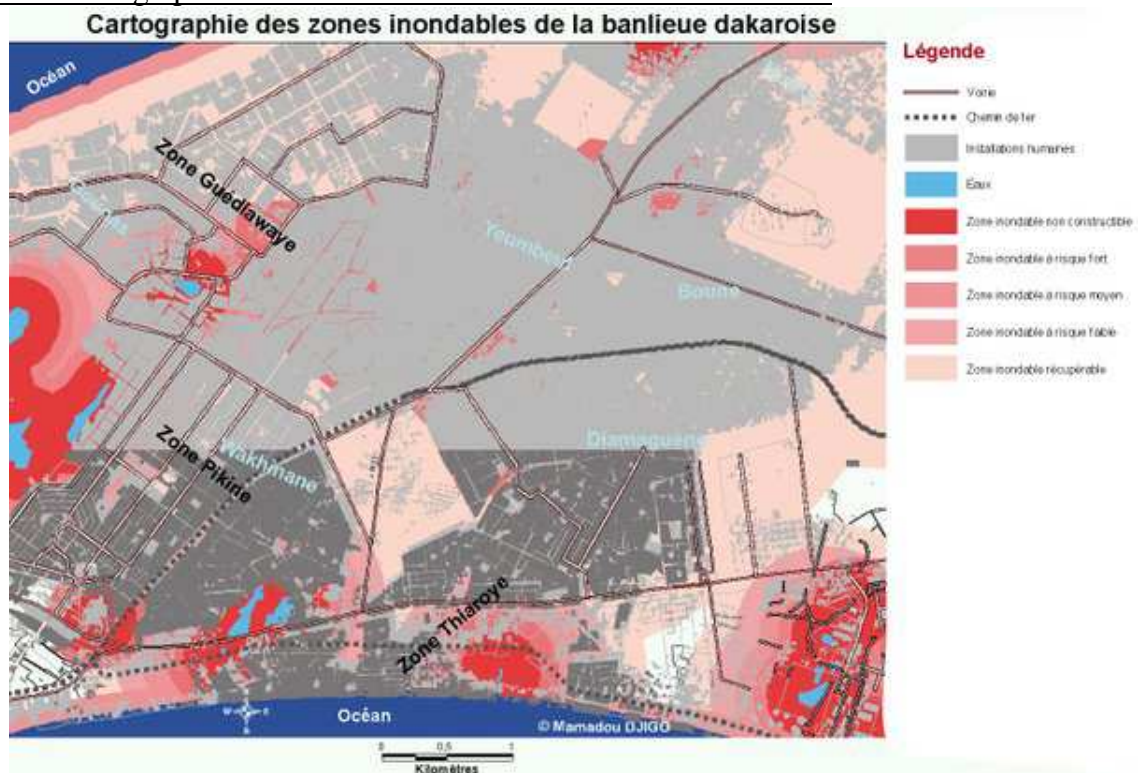 Cartographie des zones inondables de la banlieue dakaroise
Océan
Zone Guédiawaye
Yeumbeul
Boune
Zone Pikine
Wakhinane
Diamaguene
Zone Thiaroye
Océan
© Mamadou DJIGO
0 0,5 1
Kilomètres
Légende
Voirie
Chemin de fer
Installations humaines
Eaux
Zone inondable non constructible
Zone inondable à risque fort
Zone inondable à risque moyen
Zone inondable à risque faible
Zone inondable récupérable